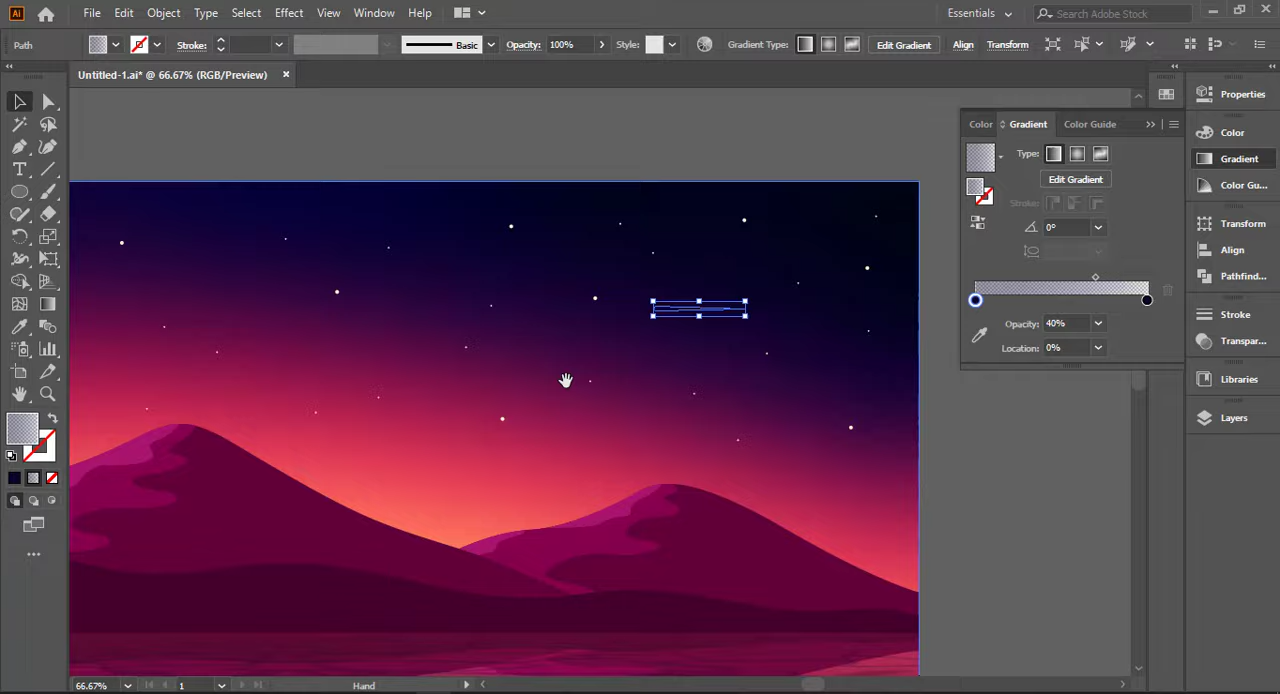 Ai File Edit Object Type Select Effect View Window Help Essentials Search Adobe Stock
Path Stroke: Basic Opacity: 100% Style: Gradient Type: Edit Gradient Align Transform
Untitled-1.ai* @ 66.67% (RGB/Preview)
Color Gradient Color Guide
Type:
Edit Gradient
Stroke:
0°
Opacity: 40%
Location: 0%
Properties
Color
Gradient
Color Gu...
Transform
Align
Pathfind...
Stroke
Transpar...
Libraries
Layers
66.67% 1 Hand